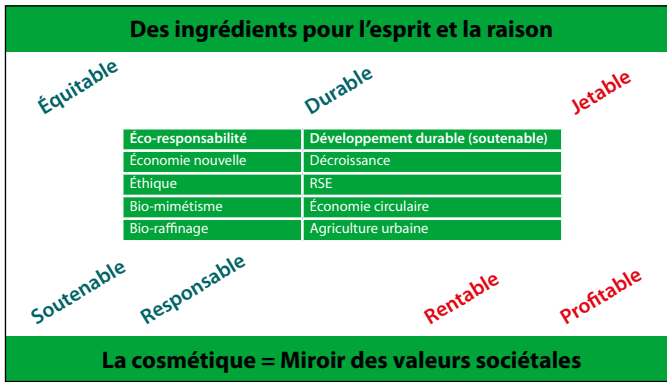 Des ingrédients pour l'esprit et la raison
Équitable
Durable
Jetable
Éco-responsabilité Développement durable (soutenable)
Économie nouvelle Décroissance
Éthique RSE
Bio-mimétisme Économie circulaire
Bio-raffinage Agriculture urbaine
Soutenable
Responsable
Rentable
Profitable
La cosmétique = Miroir des valeurs sociétales